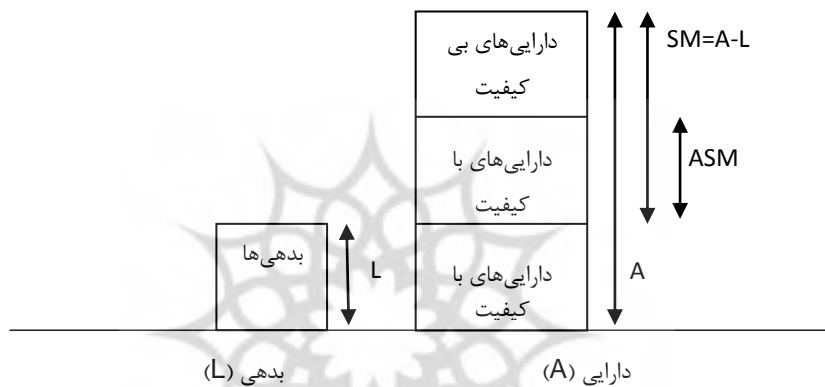 دارایی‌های بی
کیفیت
SM=A-L
دارایی‌های با
کیفیت
ASM
بدهی‌ها
L
دارایی‌های با
کیفیت
A
دارایی (A)
بدهی (L)